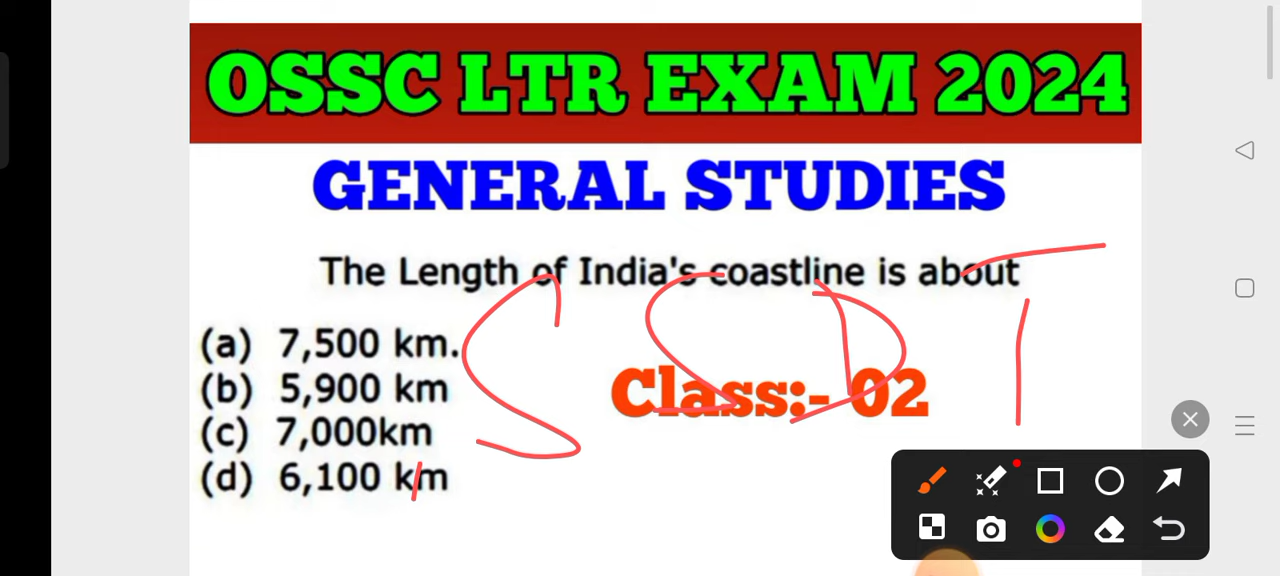 OSSC LTR EXAM 2024
GENERAL STUDIES
The Length of India's coastline is about
(a) 7,500 km.
(b) 5,900 km
Class:- 02
(c) 7,000km
(d) 6,100 km